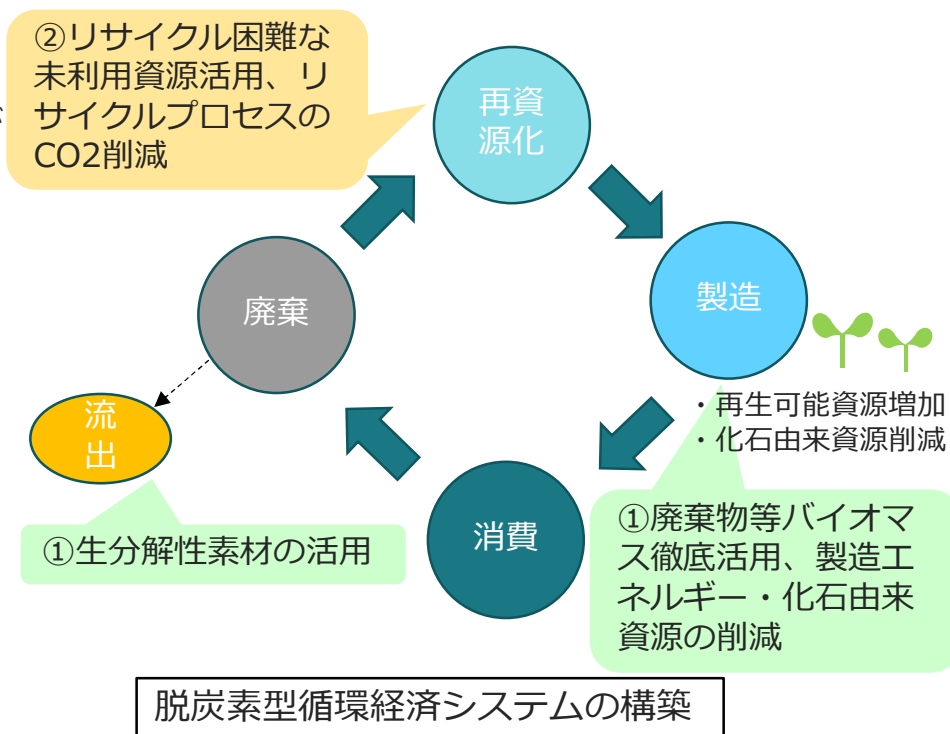 ②リサイクル困難な
未利用資源活用、リ
サイクルプロセスの
CO2削減
再資
源化
製造
廃棄
流
出
・再生可能資源増加
・化石由来資源削減
①生分解性素材の活用
消費
①廃棄物等バイオマ
ス徹底活用、製造エ
ネルギー・化石由来
資源の削減
脱炭素型循環経済システムの構築